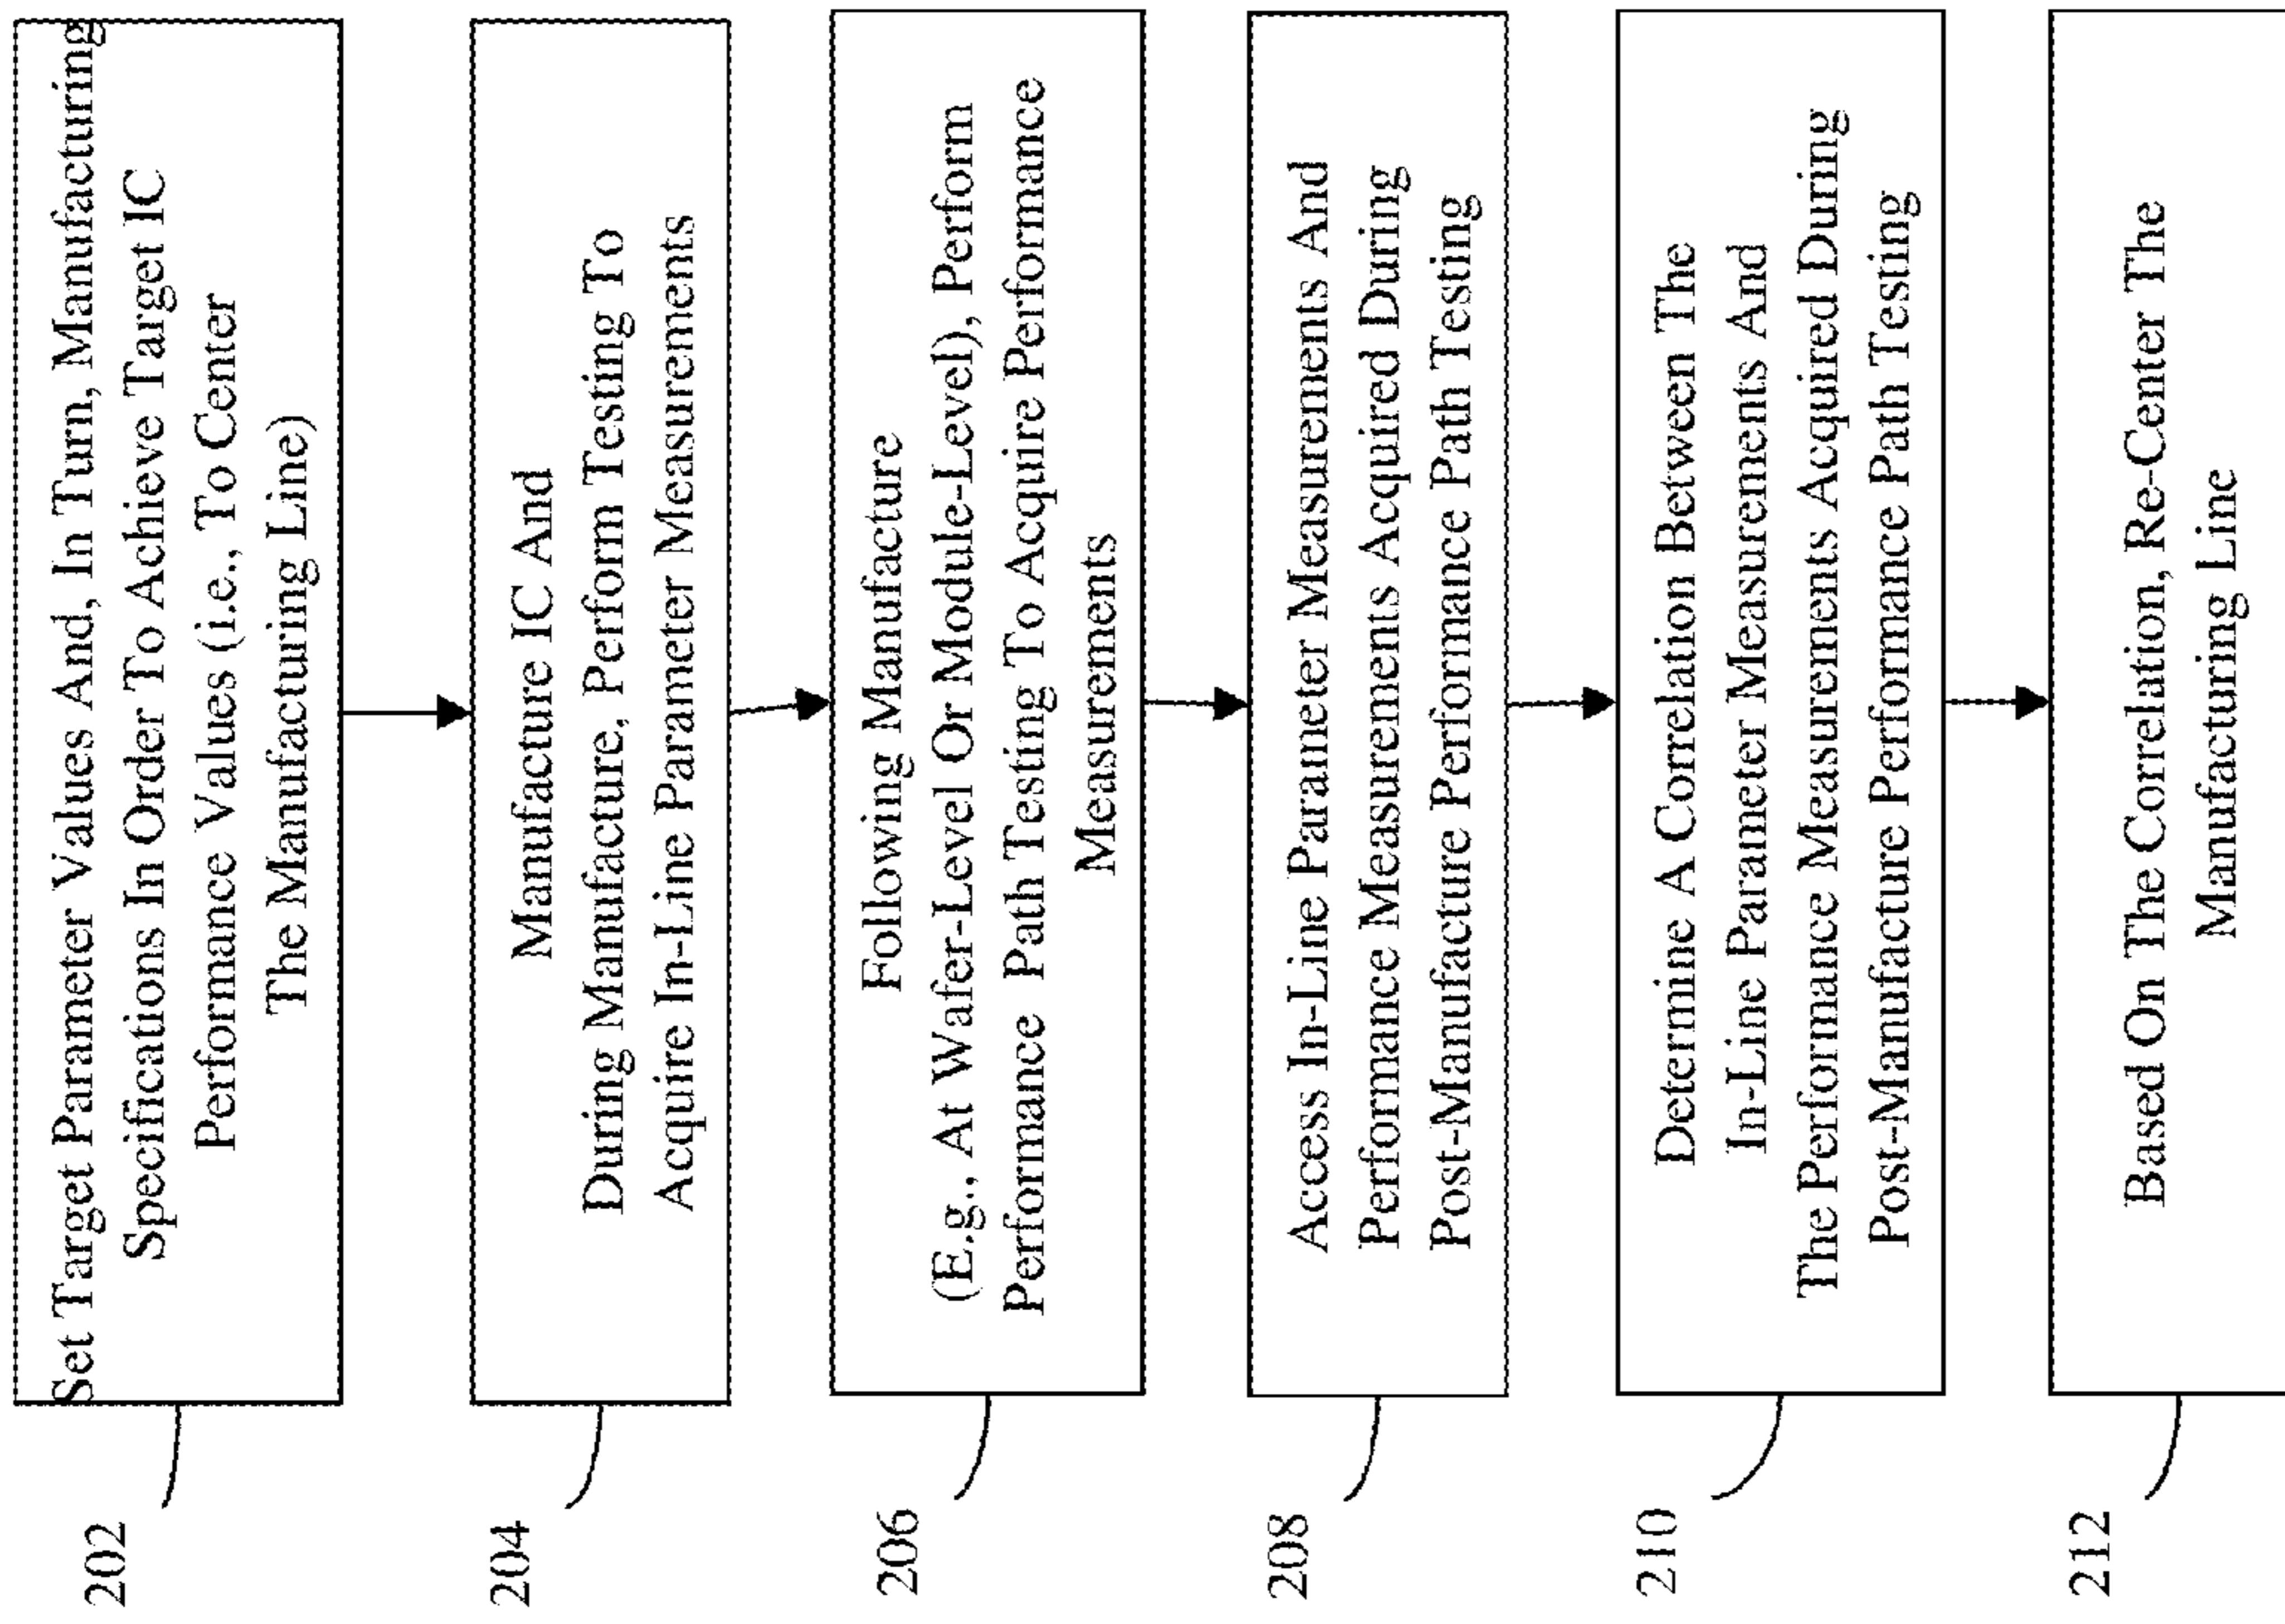 202
Set Target Parameter Values And, In Turn, Manufacturing
Specifications In Order To Achieve Target IC
Performance Values (i.e., To Center
The Manufacturing Line)
204
Manufacture IC And
During Manufacture, Perform Testing To
Acquire In-Line Parameter Measurements
206
Following Manufacture
(E.g., At Wafer-Level Or Module-Level), Perform
Performance Path Testing To Acquire Performance
Measurements
208
Access In-Line Parameter Measurements And
Performance Measurements Acquired During
Post-Manufacture Performance Path Testing
210
Determine A Correlation Between The
In-Line Parameter Measurements And
The Performance Measurements Acquired During
Post-Manufacture Performance Path Testing
212
Based On The Correlation, Re-Center The
Manufacturing Line